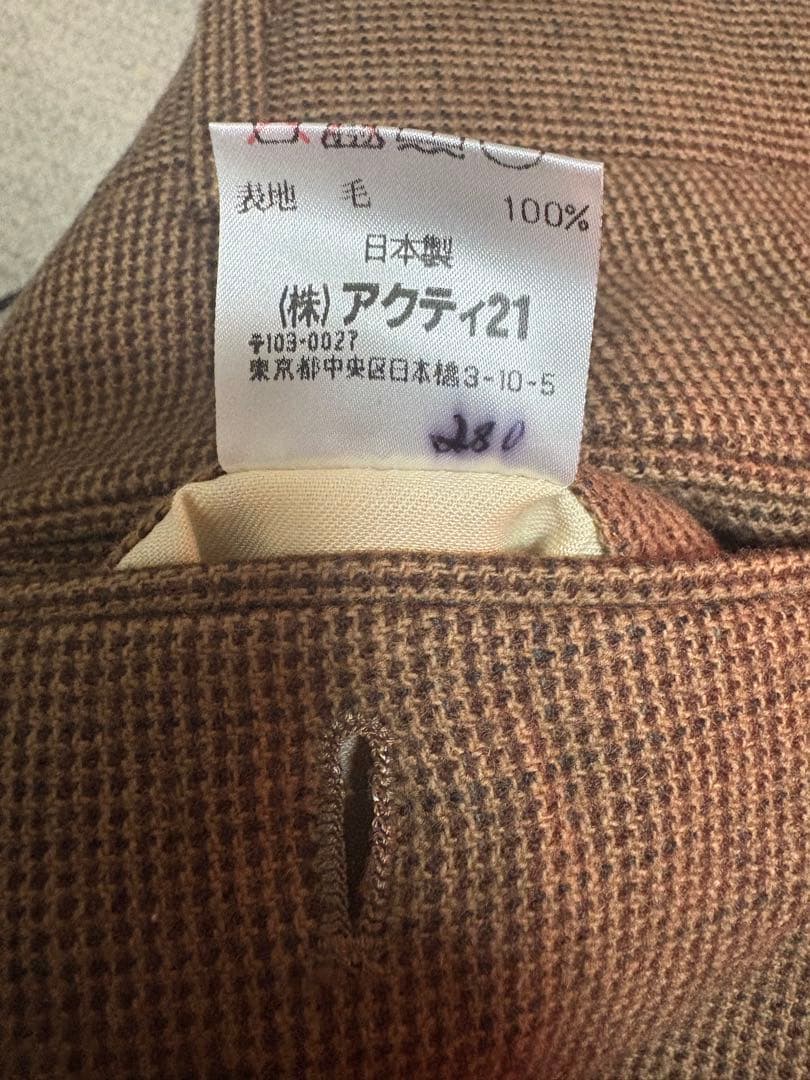 表地 毛 100%
日本製
(株)アクティ21
〒103-0027
東京都中央区日本橋3-10-5
280